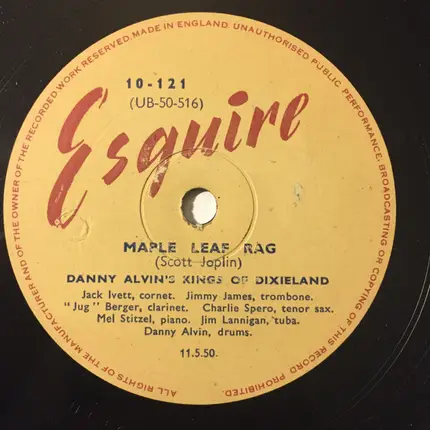 ALL RIGHTS OF THE MANUFACTURER AND OF THE OWNER OF THE RECORDED WORK RESERVED. MADE IN ENGLAND. UNAUTHORISED PUBLIC PERFORMANCE, BROADCASTING OR COPYING OF THIS RECORD PROHIBITED.
10-121
(UB-50-516)
Esquire
MAPLE LEAF RAG
(Scott Joplin)
DANNY ALVIN'S KINGS OF DIXIELAND
Jack Ivett, cornet. Jimmy James, trombone.
"Jug" Berger, clarinet. Charlie Spero, tenor sax.
Mel Stitzel, piano. Jim Lannigan, tuba.
Danny Alvin, drums.
11.5.50.